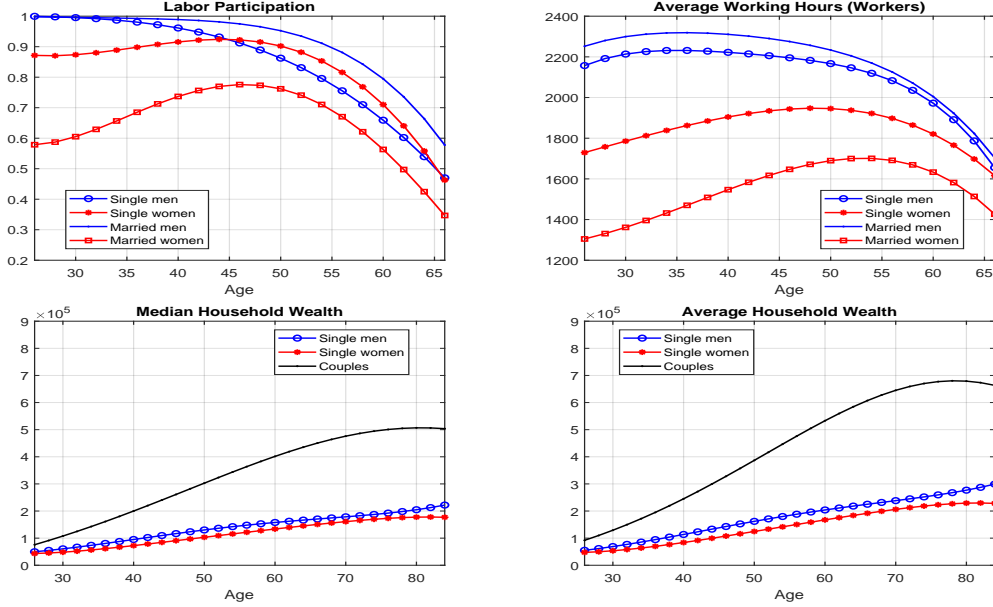 Labor Participation
1
0.9
0.8
0.7
0.6
0.5
0.4
0.3
0.2
Single men
Single women
Married men
Married women
30 35 40 45 50 55 60 65
Age
Average Working Hours (Workers)
2400
2200
2000
1800
1600
1400
1200
Single men
Single women
Married men
Married women
30 35 40 45 50 55 60 65
Age
Median Household Wealth
×10⁵
9
8
7
6
5
4
3
2
1
0
Single men
Single women
Couples
30 40 50 60 70 80
Age
Average Household Wealth
×10⁵
9
8
7
6
5
4
3
2
1
0
Single men
Single women
Couples
30 40 50 60 70 80
Age